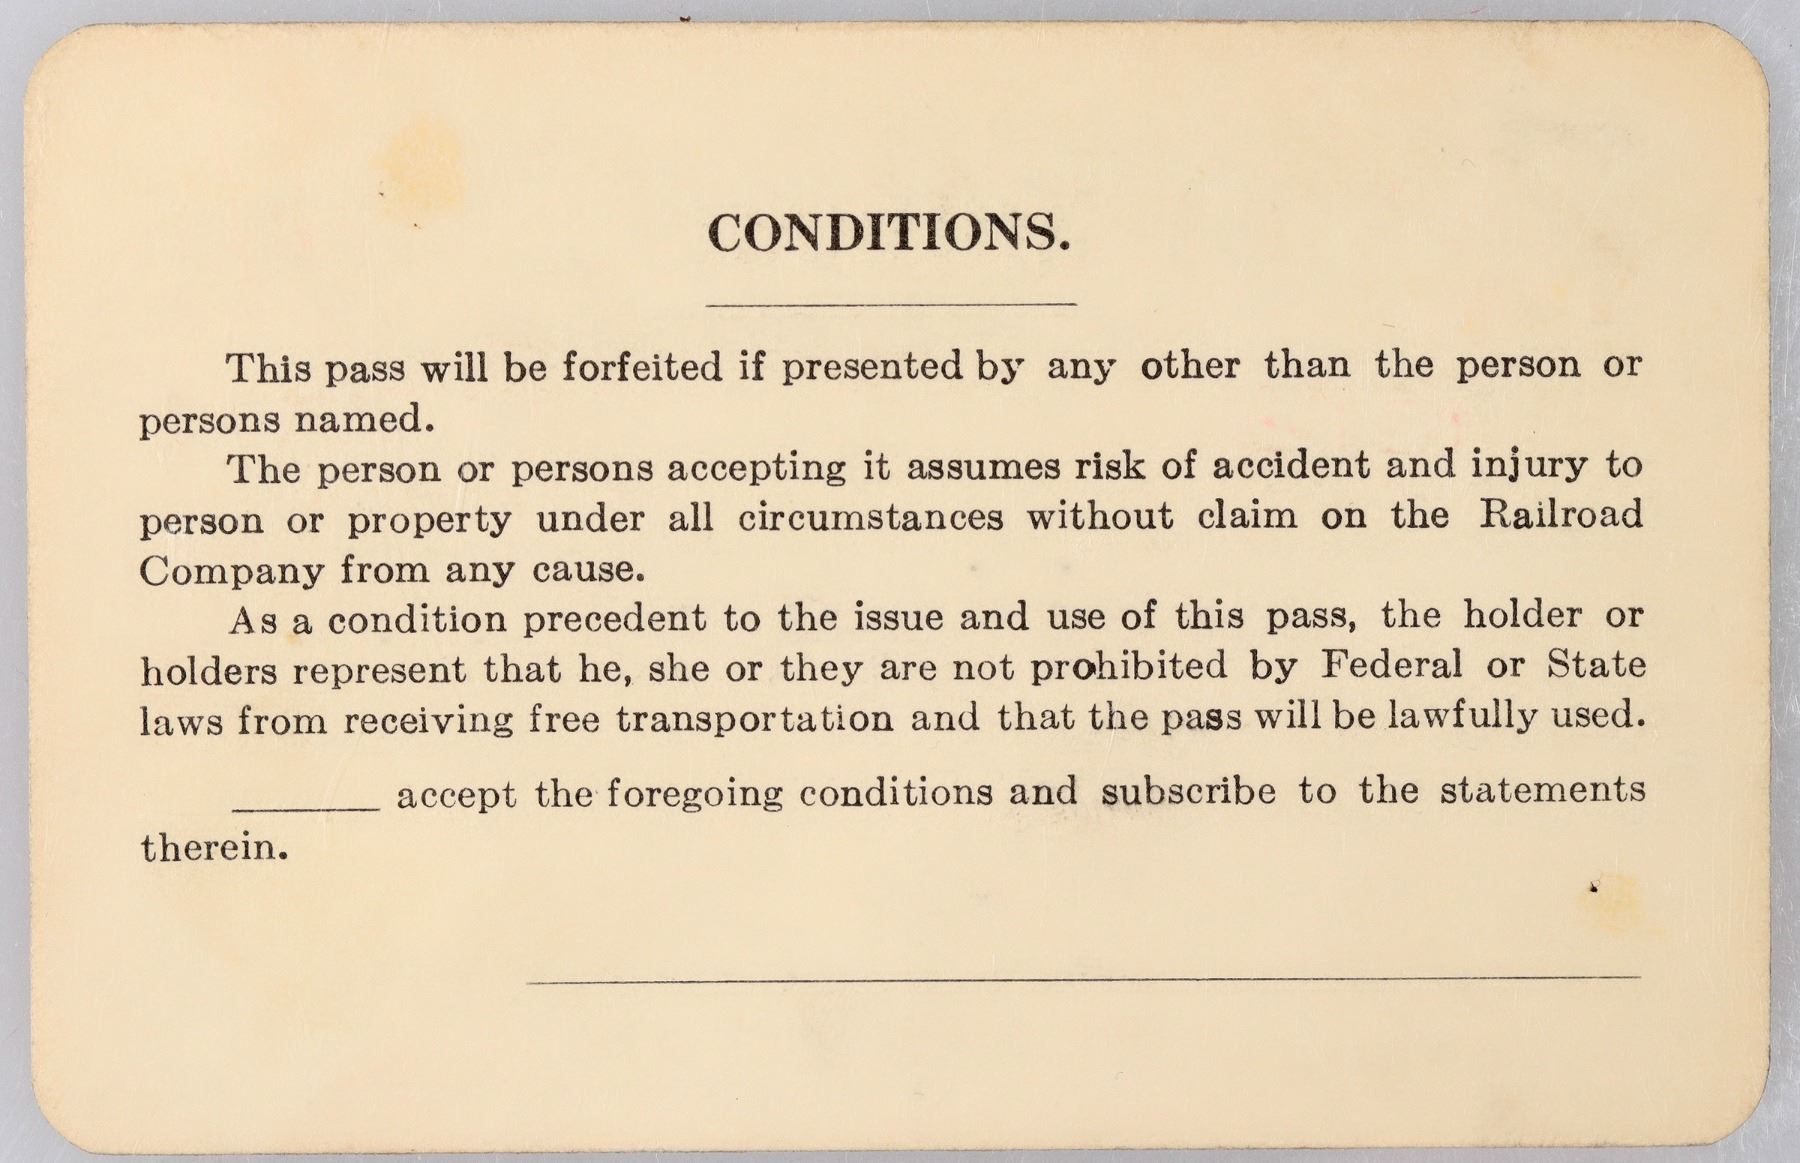 CONDITIONS.
This pass will be forfeited if presented by any other than the person or
persons named.
The person or persons accepting it assumes risk of accident and injury to
person or property under all circumstances without claim on the Railroad
Company from any cause.
As a condition precedent to the issue and use of this pass, the holder or
holders represent that he, she or they are not prohibited by Federal or State
laws from receiving free transportation and that the pass will be lawfully used.
______ accept the foregoing conditions and subscribe to the statements
therein.